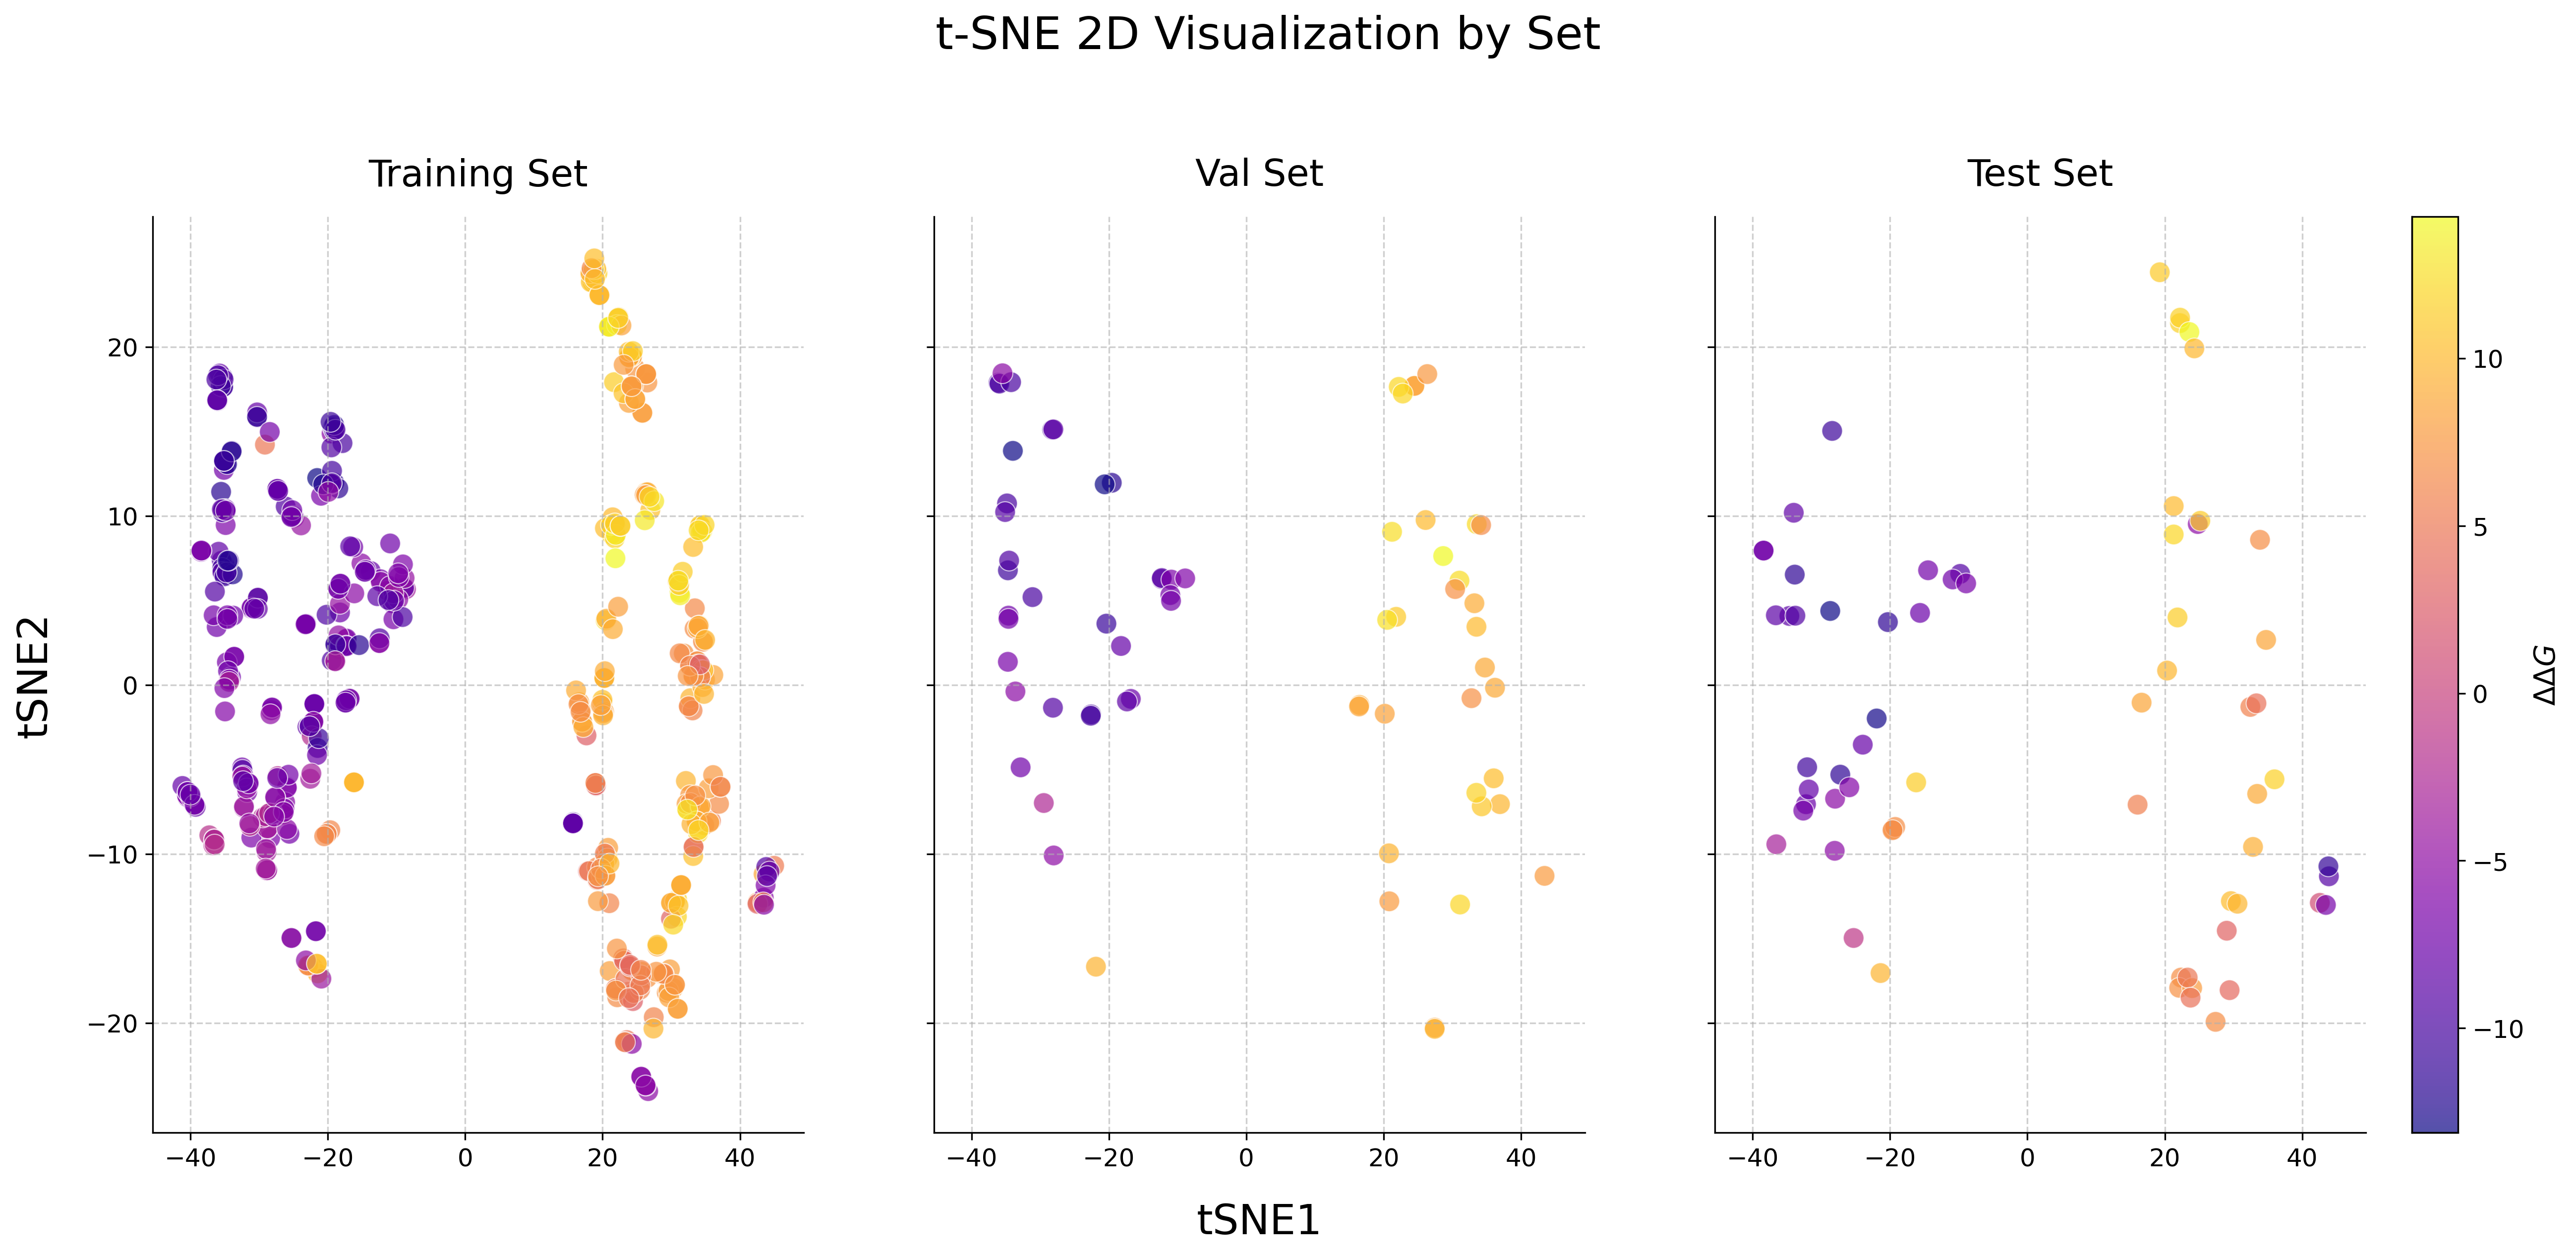 t-SNE 2D Visualization by Set
Training Set
Val Set
Test Set
tSNE2
20
10
0
−10
−20
−40 −20 0 20 40
−40 −20 0 20 40
−40 −20 0 20 40
tSNE1
10
5
0
−5
−10
ΔΔG